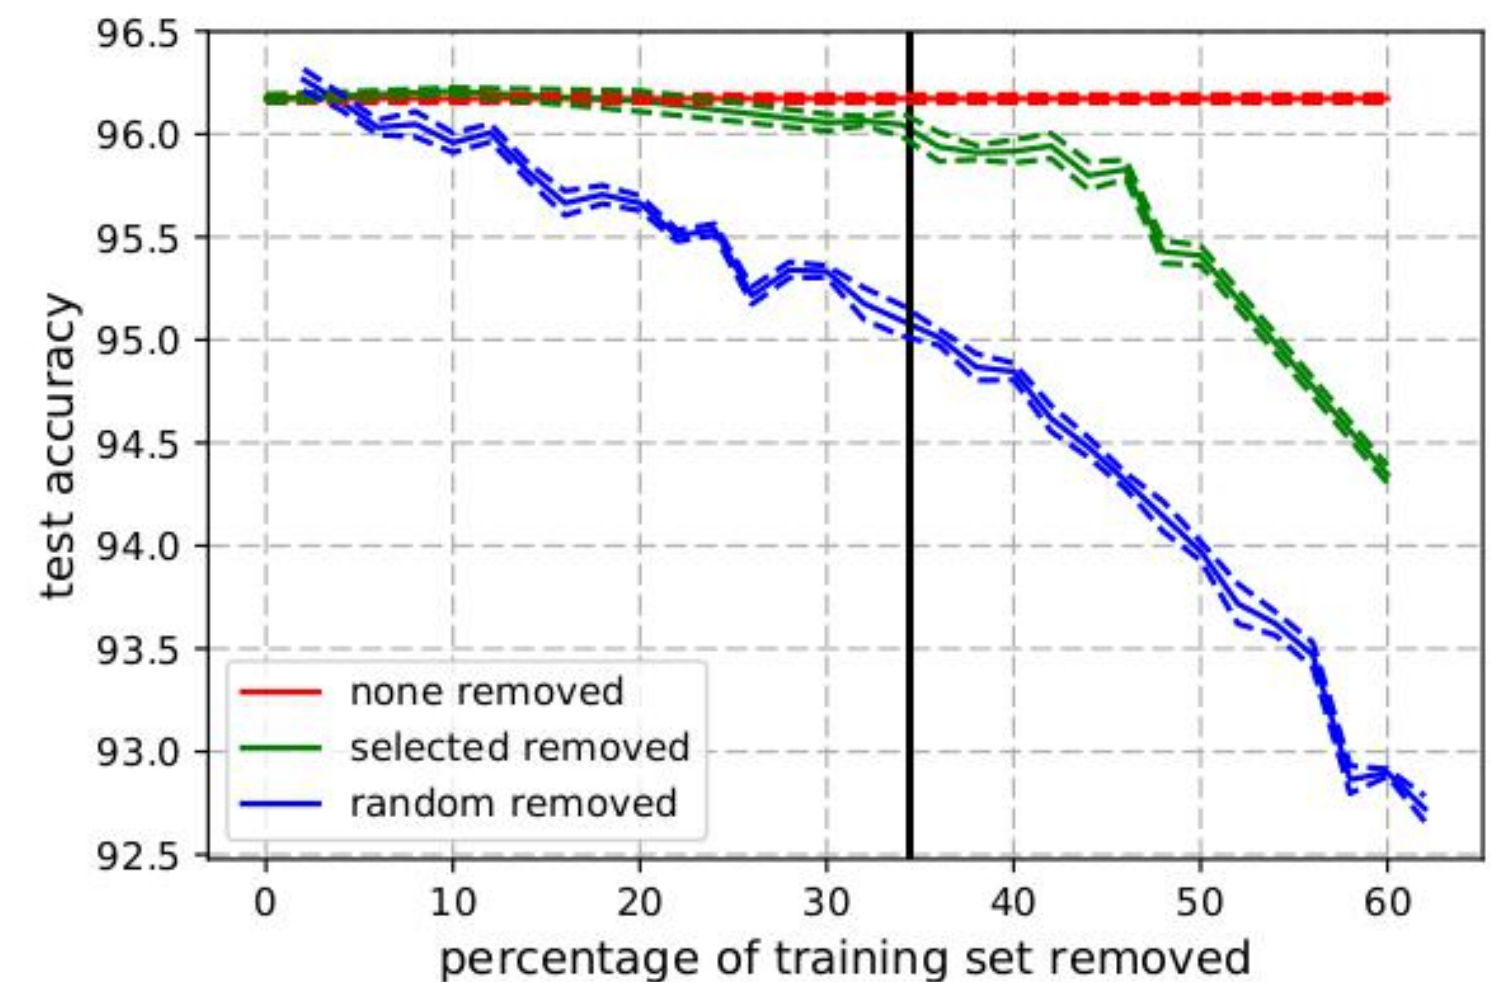 96.5
96.0
95.5
95.0
94.5
94.0
93.5
93.0
92.5
test accuracy
none removed
selected removed
random removed
0 10 20 30 40 50 60
percentage of training set removed